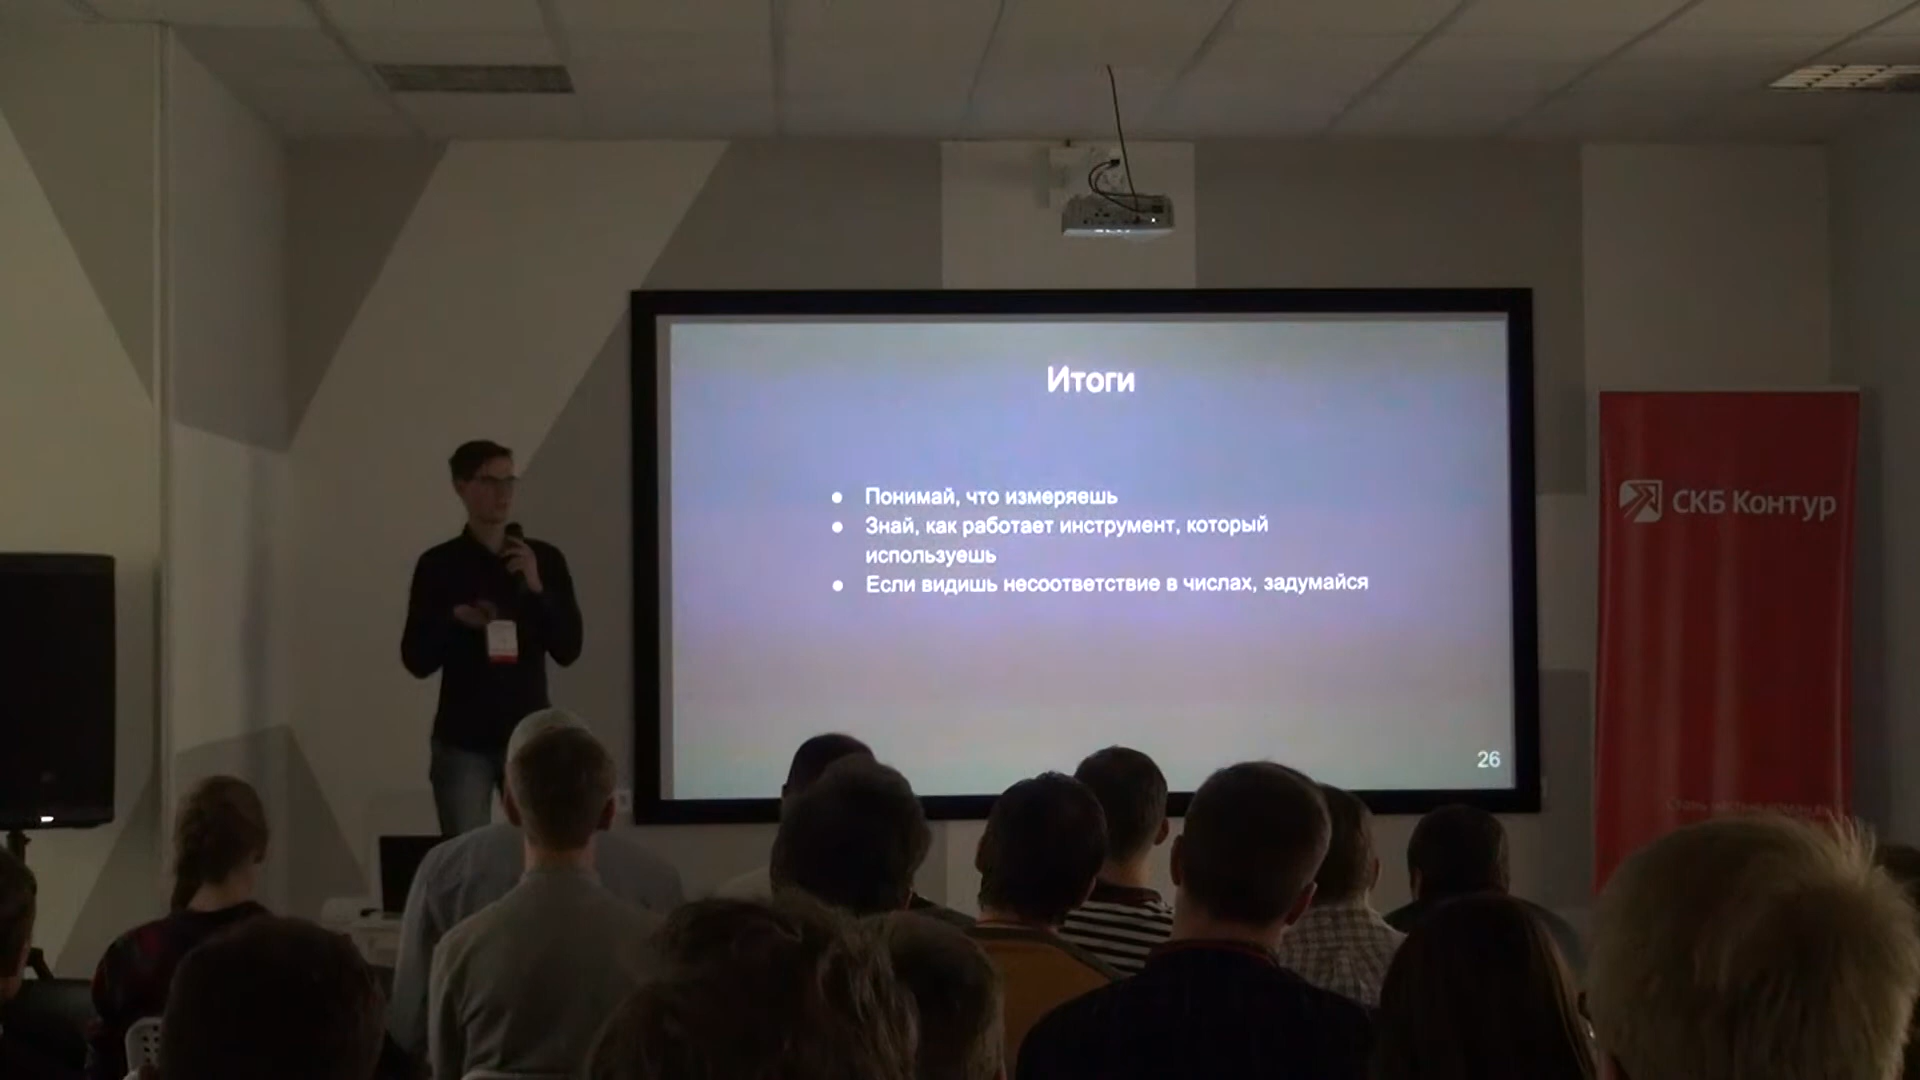 Итоги
● Понимай, что измеряешь
● Знай, как работает инструмент, который
используешь
● Если видишь несоответствие в числах, задумайся
26
СКБ Контур